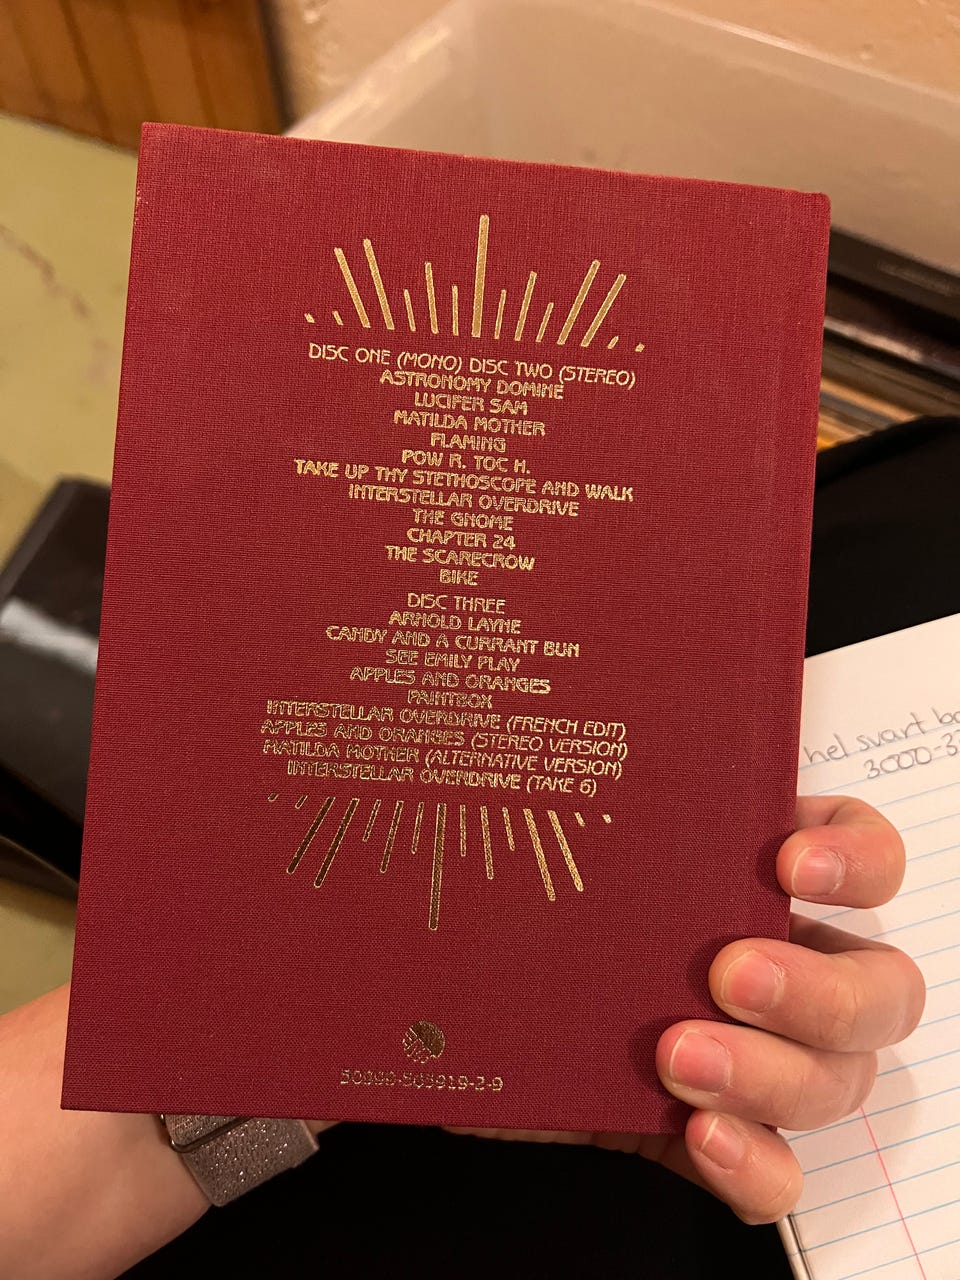 DISC ONE (MONO) DISC TWO (STEREO)
ASTRONOMY DOMINE
LUCIFER SAM
MATILDA MOTHER
FLAMING
POW R. TOC H.
TAKE UP THY STETHOSCOPE AND WALK
INTERSTELLAR OVERDRIVE
THE GNOME
CHAPTER 24
THE SCARECROW
BIKE
DISC THREE
ARNOLD LAYNE
CANDY AND A CURRANT BUN
SEE EMILY PLAY
APPLES AND ORANGES
PAINTBOX
INTERSTELLAR OVERDRIVE (FRENCH EDIT)
APPLES AND ORANGES (STEREO VERSION)
MATILDA MOTHER (ALTERNATIVE VERSION)
INTERSTELLAR OVERDRIVE (TAKE 6)
EMI
50999-503919-2-9
hel svart
3000-3